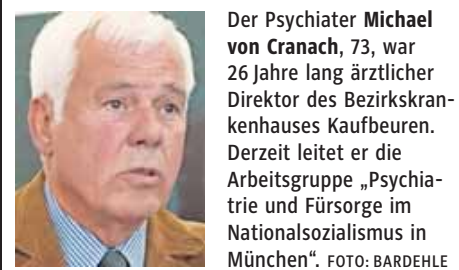 Der Psychiater Michael
von Cranach, 73, war
26 Jahre lang ärztlicher
Direktor des Bezirkskran-
kenhauses Kaufbeuren.
Derzeit leitet er die
Arbeitsgruppe „Psychia-
trie und Fürsorge im
Nationalsozialismus in
München“. FOTO: BARDEHLE